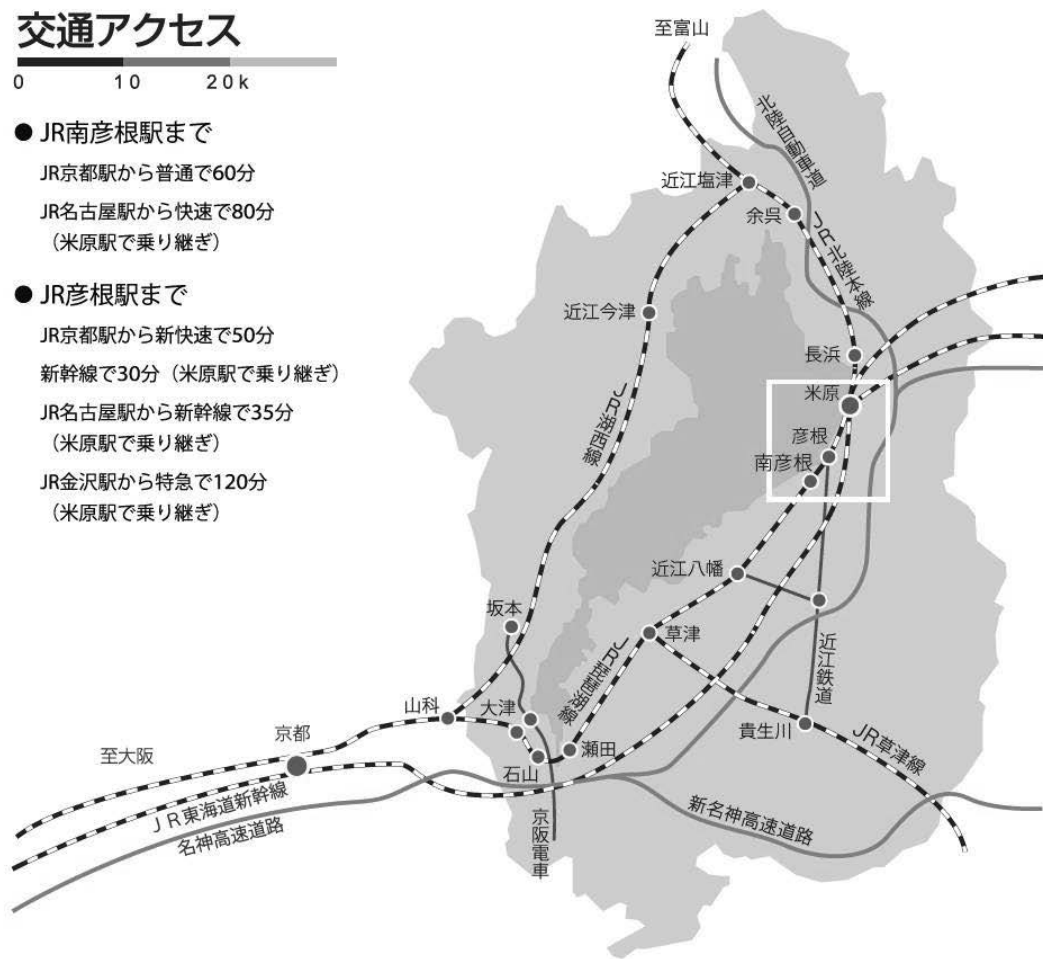 交通アクセス
0 10 20k
● JR南彦根駅まで
JR京都駅から普通で60分
JR名古屋駅から快速で80分
（米原駅で乗り継ぎ）
● JR彦根駅まで
JR京都駅から新快速で50分
新幹線で30分（米原駅で乗り継ぎ）
JR名古屋駅から新幹線で35分
（米原駅で乗り継ぎ）
JR金沢駅から特急で120分
（米原駅で乗り継ぎ）
至富山
北陸自動車道
近江塩津
余呉
JR北陸本線
近江今津
長浜
米原
JR湖西線
彦根
南彦根
近江八幡
坂本
草津
JR琵琶湖線
近江鉄道
山科
大津
貴生川
京都
瀬田
JR草津線
至大阪
石山
JR東海道新幹線
名神高速道路
新名神高速道路
京阪電車